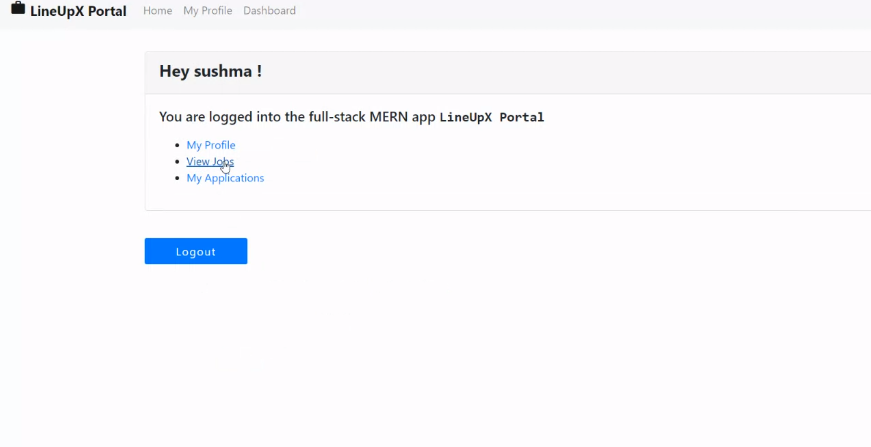 LineUpX Portal Home My Profile Dashboard
Hey sushma !
You are logged into the full-stack MERN app LineUpX Portal
My Profile
View Jobs
My Applications
Logout